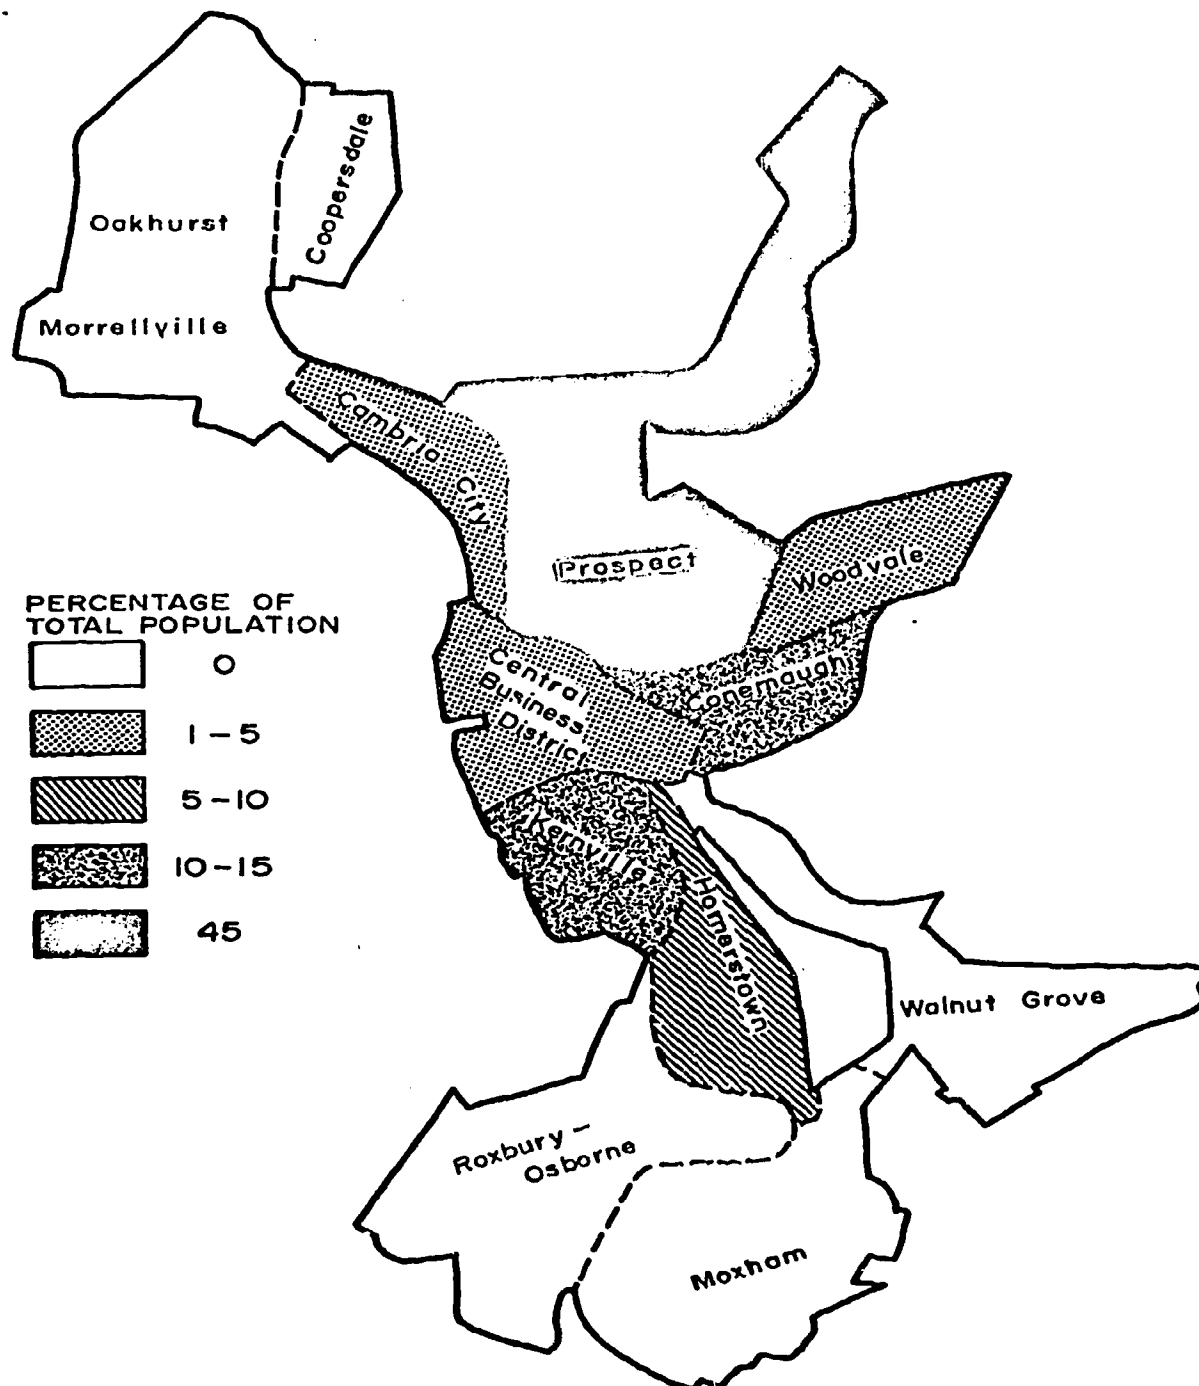 Oakhurst
Coopersdale
Morrellville
Cambria City
Prospect
Woodvale
PERCENTAGE OF
TOTAL POPULATION
0
1-5
5-10
10-15
45
Central
Business
District
Conemaugh
Kernville
Homerstown
Walnut Grove
Roxbury-
Osborne
Moxham